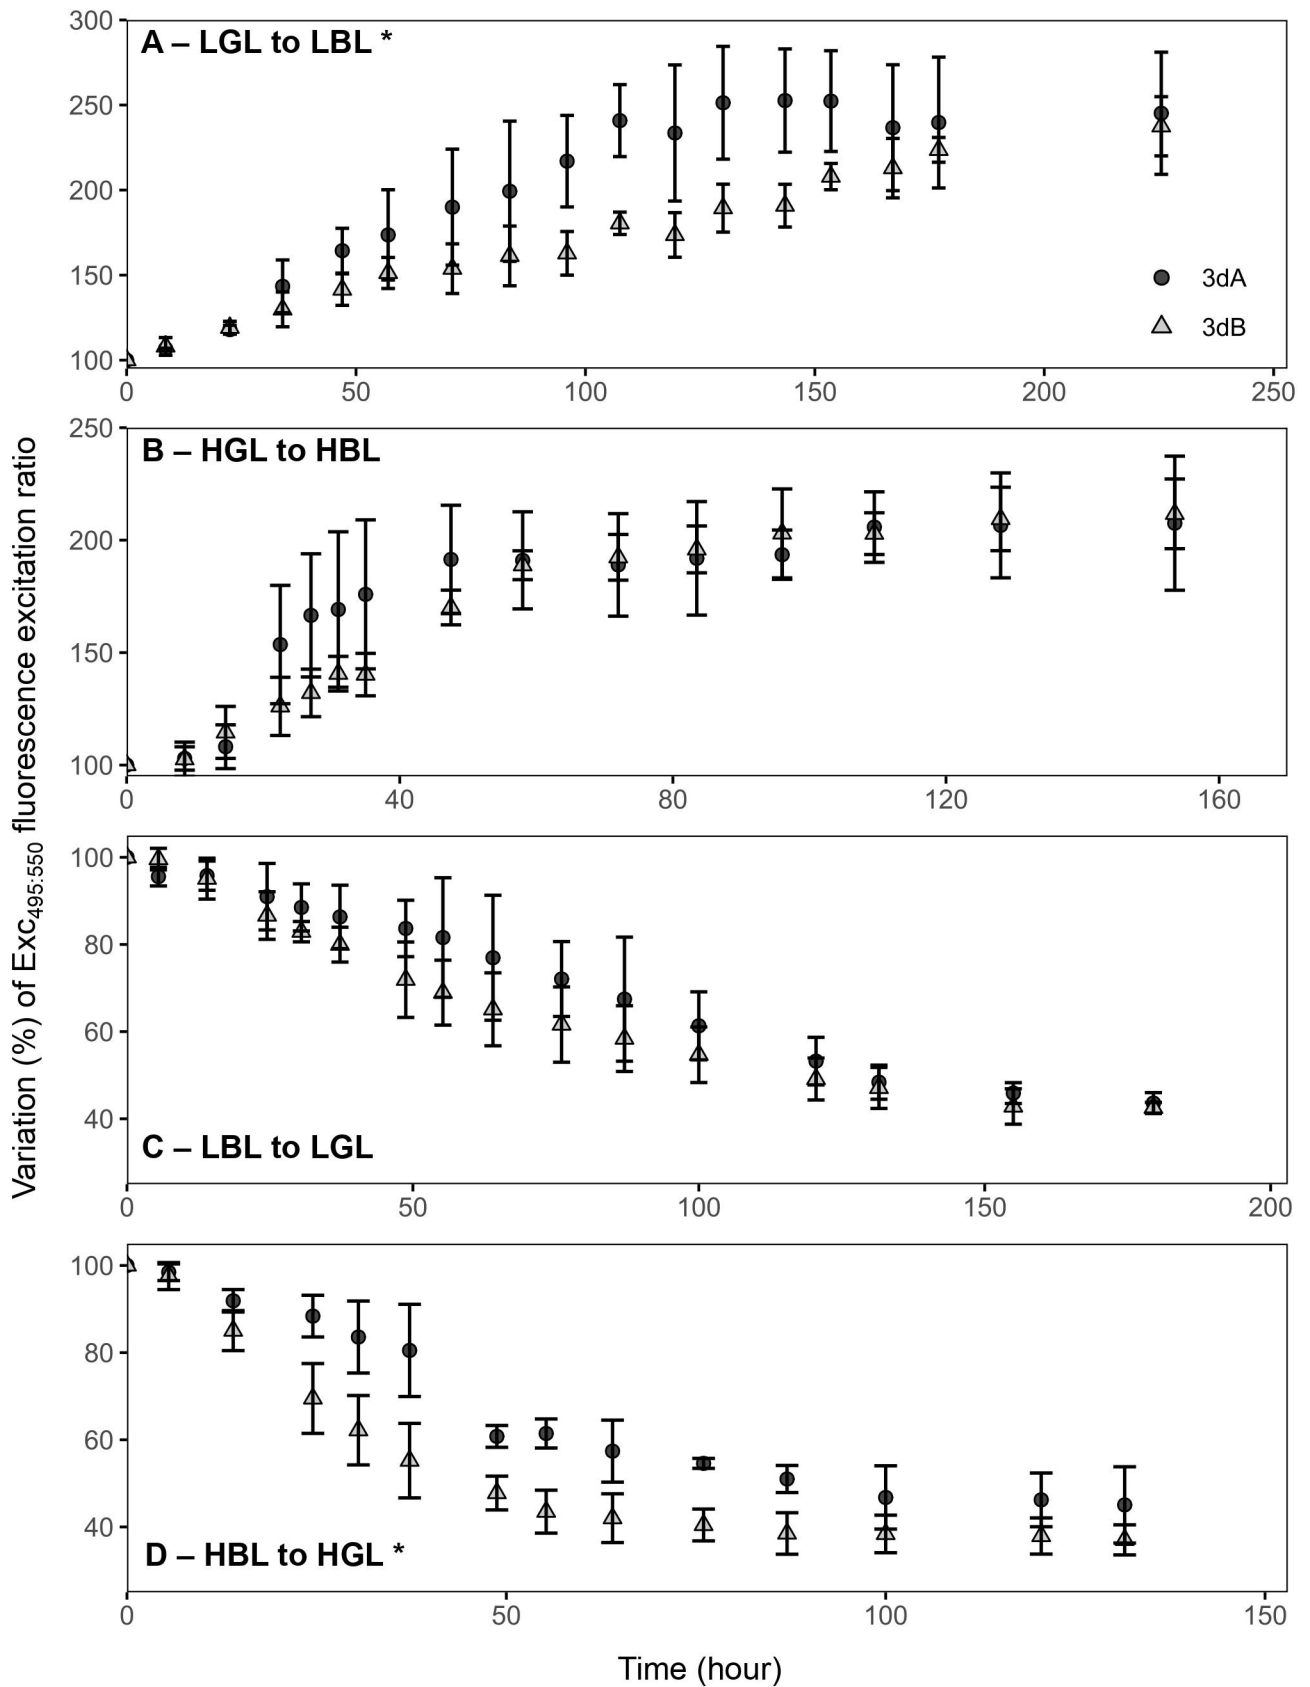 Variation (%) of Exc495:550 fluorescence excitation ratio
A – LGL to LBL *
300
250
200
150
100
3dA
3dB
0 50 100 150 200 250
B – HGL to HBL
250
200
150
100
0 40 80 120 160
100
80
60
40
C – LBL to LGL
0 50 100 150 200
100
80
60
40
D – HBL to HGL *
0 50 100 150
Time (hour)